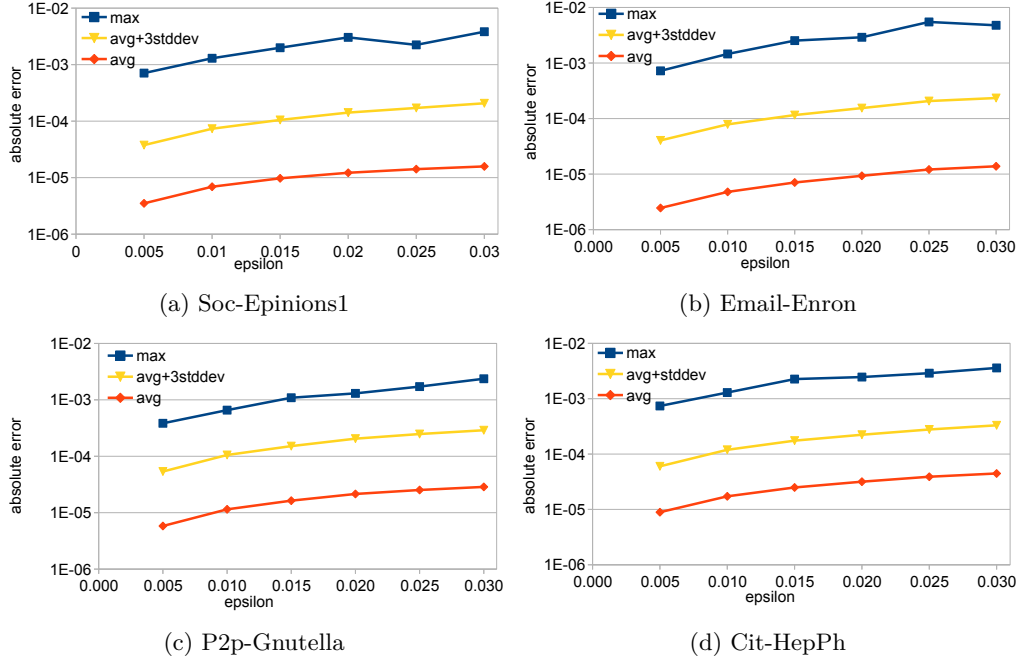 1E-02
max
avg+3stddev
1E-03
avg
absolute error
1E-04
1E-05
1E-06
0 0.005 0.01 0.015 0.02 0.025 0.03
epsilon
(a) Soc-Epinions1
1E-02
max
avg+3stddev
1E-03
avg
absolute error
1E-04
1E-05
1E-06
0.000 0.005 0.010 0.015 0.020 0.025 0.030
epsilon
(b) Email-Enron
1E-02
max
avg+3stddev
1E-03
avg
absolute error
1E-04
1E-05
1E-06
0.000 0.005 0.010 0.015 0.020 0.025 0.030
epsilon
(c) P2p-Gnutella
1E-02
max
avg+stddev
1E-03
avg
absolute error
1E-04
1E-05
1E-06
0.000 0.005 0.010 0.015 0.020 0.025 0.030
epsilon
(d) Cit-HepPh